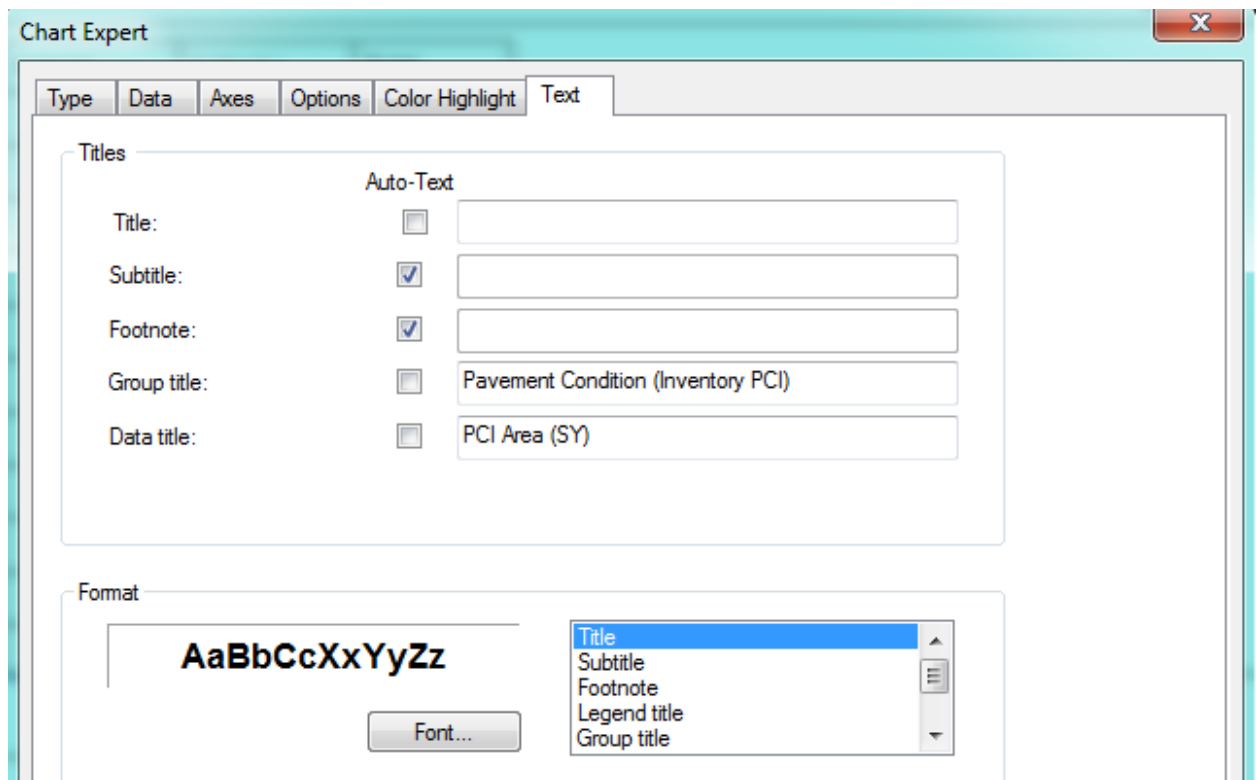 Chart Expert
Type Data Axes Options Color Highlight Text
Titles
Auto-Text
Title:
Subtitle:
Footnote:
Group title: Pavement Condition (Inventory PCI)
Data title: PCI Area (SY)
Format
AaBbCcXxYyZz
Title
Subtitle
Footnote
Legend title
Group title
Font...